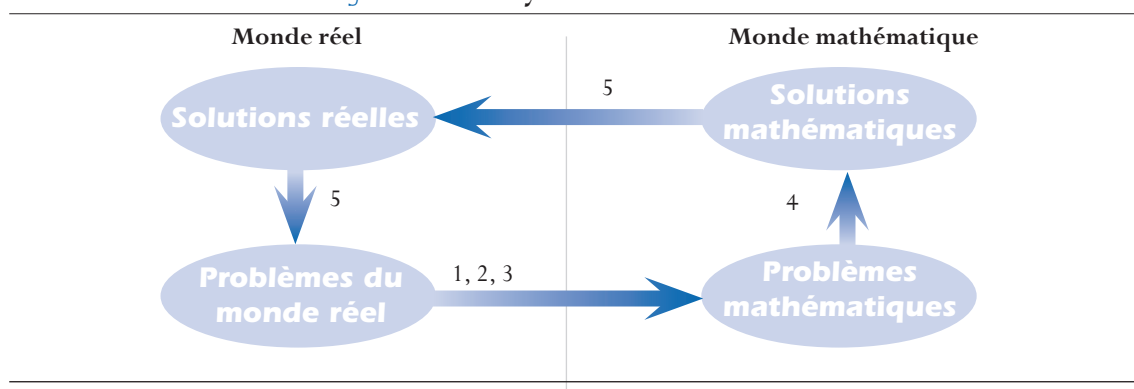 Monde réel
Monde mathématique
Solutions réelles
5
Solutions
mathématiques
5
4
Problèmes du
monde réel
1, 2, 3
Problèmes
mathématiques